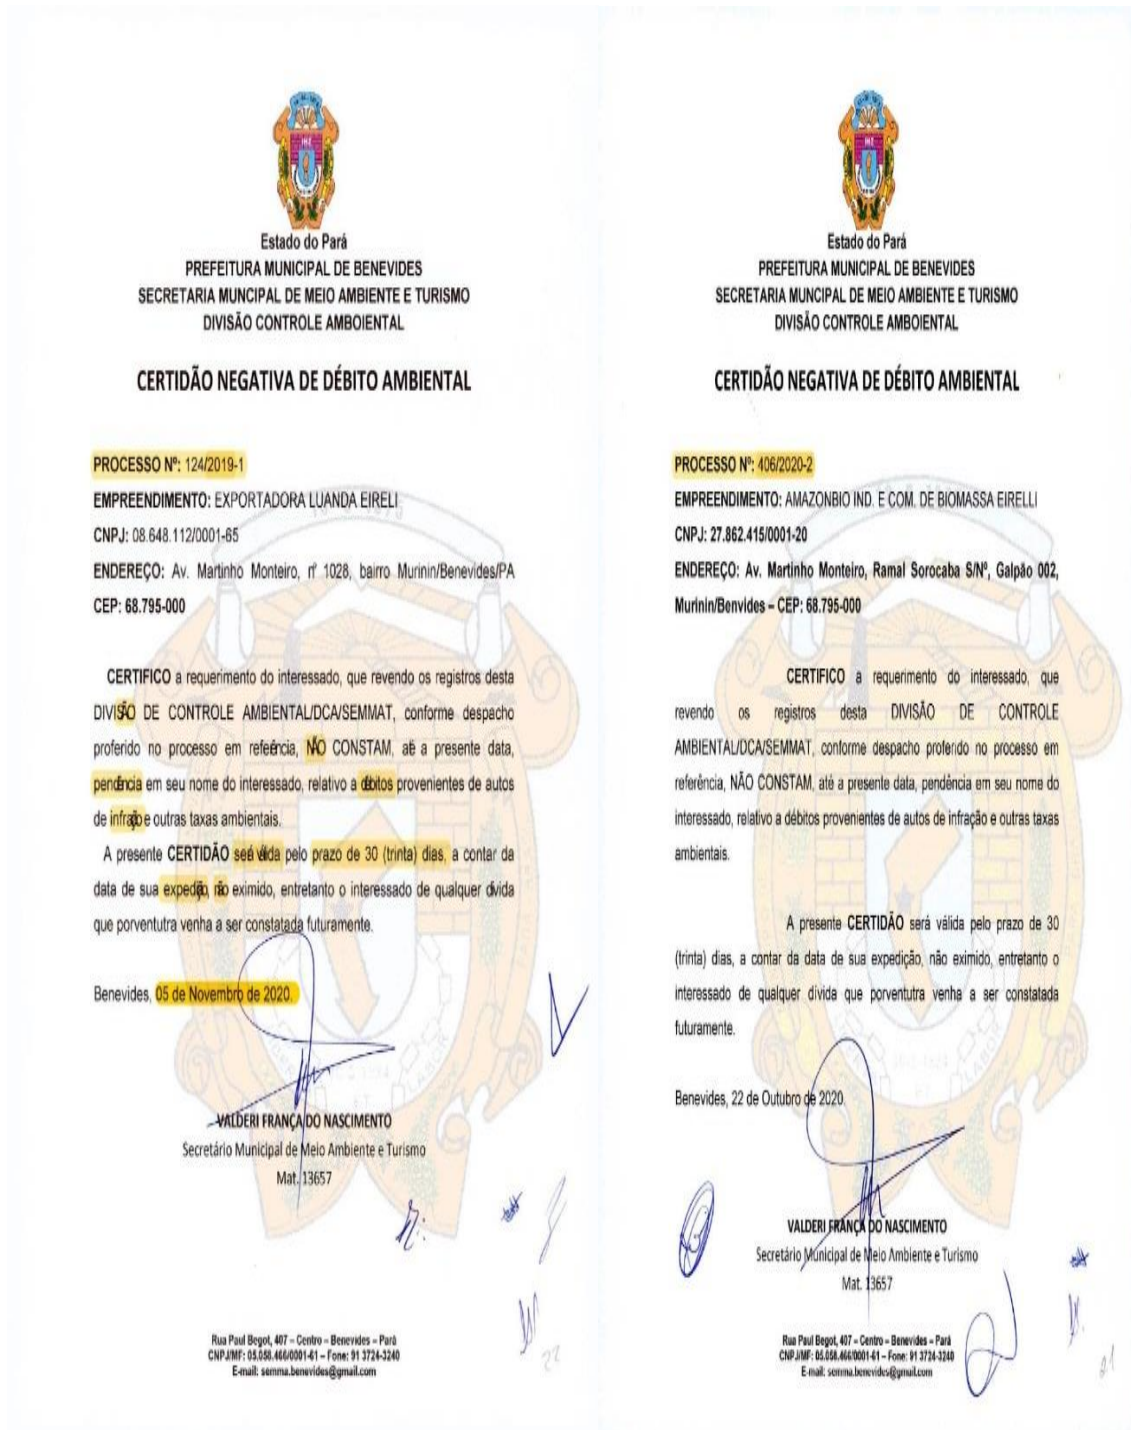 Estado do Pará
PREFEITURA MUNICIPAL DE BENEVIDES
SECRETARIA MUNCIPAL DE MEIO AMBIENTE E TURISMO
DIVISÃO CONTROLE AMBOIENTAL
CERTIDÃO NEGATIVA DE DÉBITO AMBIENTAL
PROCESSO Nº: 124/2019-1
EMPREENDIMENTO: EXPORTADORA LUANDA EIRELI
CNPJ: 08.648.112/0001-65
ENDEREÇO: Av. Martinho Monteiro, nº 1028, bairro Murinin/Benevides/PA
CEP: 68.795-000
CERTIFICO a requerimento do interessado, que revendo os registros desta
DIVISÃO DE CONTROLE AMBIENTAL/DCA/SEMMAT, conforme despacho
proferido no processo em referência, NÃO CONSTAM, até a presente data,
pendência em seu nome do interessado, relativo a débitos provenientes de autos
de infração e outras taxas ambientais.
A presente CERTIDÃO será válida pelo prazo de 30 (trinta) dias, a contar da
data de sua expedição, não eximido, entretanto o interessado de qualquer divida
que porventutra venha a ser constatada futuramente.
Benevides, 05 de Novembro de 2020.
VALDERI FRANÇA DO NASCIMENTO
Secretário Municipal de Meio Ambiente e Turismo
Mat. 13657
Rua Paul Begot, 407 – Centro – Benevides – Pará
CNPJ/MF: 05.058.466/0001-61 – Fone: 91 3724-3240
E-mail: semma.benevides@gmail.com
22
Estado do Pará
PREFEITURA MUNICIPAL DE BENEVIDES
SECRETARIA MUNCIPAL DE MEIO AMBIENTE E TURISMO
DIVISÃO CONTROLE AMBOIENTAL
CERTIDÃO NEGATIVA DE DÉBITO AMBIENTAL
PROCESSO Nº: 406/2020-2
EMPREENDIMENTO: AMAZONBIO IND. E COM. DE BIOMASSA EIRELLI
CNPJ: 27.862.415/0001-20
ENDEREÇO: Av. Martinho Monteiro, Ramal Sorocaba S/Nº, Galpão 002,
Murinin/Benvides – CEP: 68.795-000
CERTIFICO a requerimento do interessado, que
revendo os registros desta DIVISÃO DE CONTROLE
AMBIENTAL/DCA/SEMMAT, conforme despacho proferido no processo em
referência, NÃO CONSTAM, até a presente data, pendência em seu nome do
interessado, relativo a débitos provenientes de autos de infração e outras taxas
ambientais.
A presente CERTIDÃO será válida pelo prazo de 30
(trinta) dias, a contar da data de sua expedição, não eximido, entretanto o
interessado de qualquer divida que porventutra venha a ser constatada
futuramente.
Benevides, 22 de Outubro de 2020.
VALDERI FRANÇA DO NASCIMENTO
Secretário Municipal de Meio Ambiente e Turismo
Mat. 13657
Rua Paul Begot, 407 – Centro – Benevides – Pará
CNPJ/MF: 05.058.466/0001-61 – Fone: 91 3724-3240
E-mail: semma.benevides@gmail.com
21